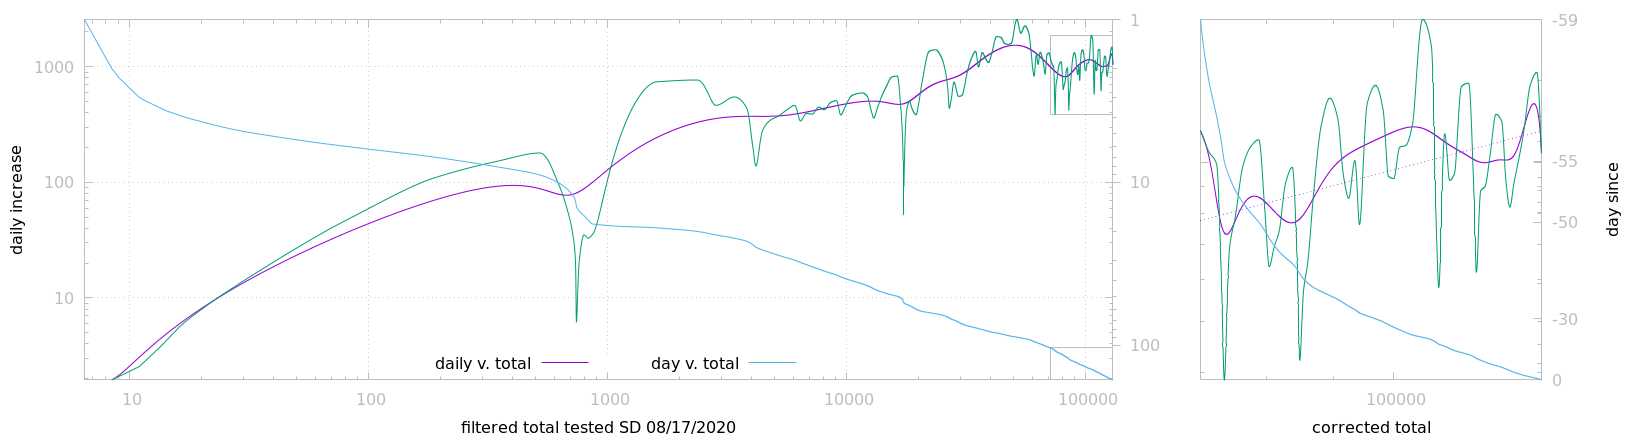 daily increase
1000
100
10
10
100
1000
10000
100000
1
10
100
daily v. total
day v. total
filtered total tested SD 08/17/2020
-59
-55
-50
-30
0
day since
100000
corrected total